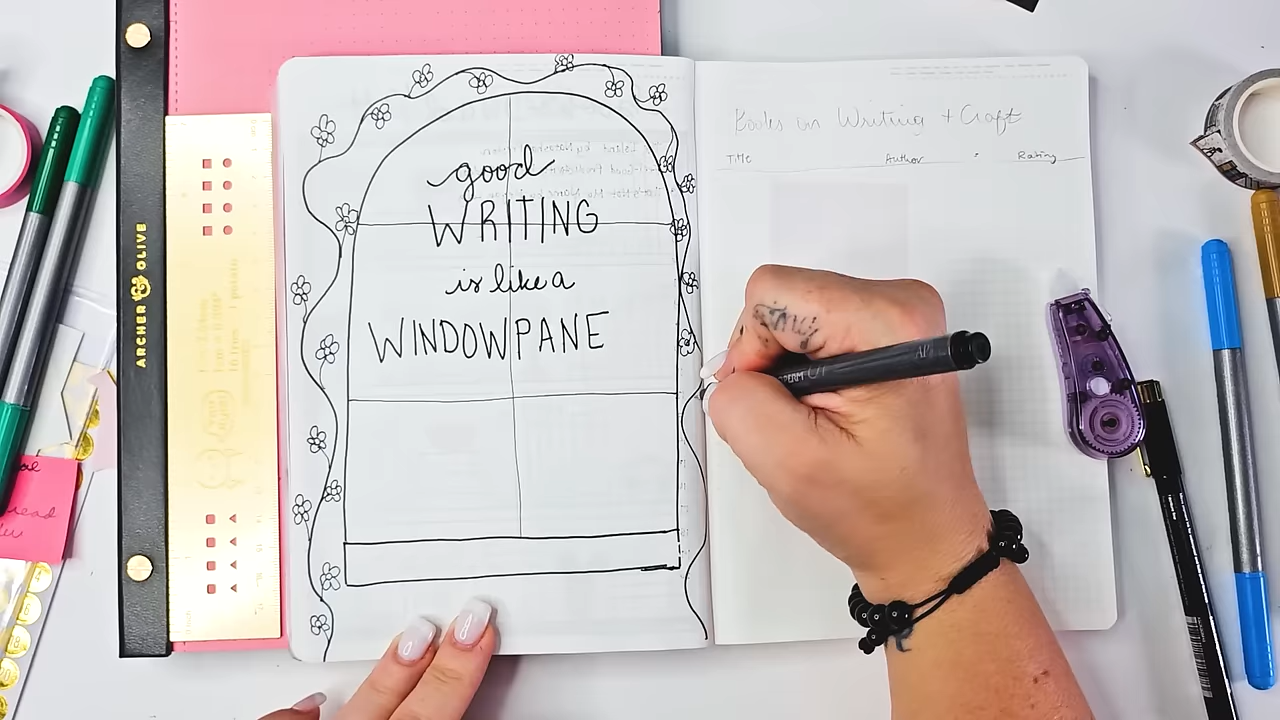 ARCHER & OLIVE
good
WRITING
is like a
WINDOWPANE
Books on Writing + Craft
Title Author Rating